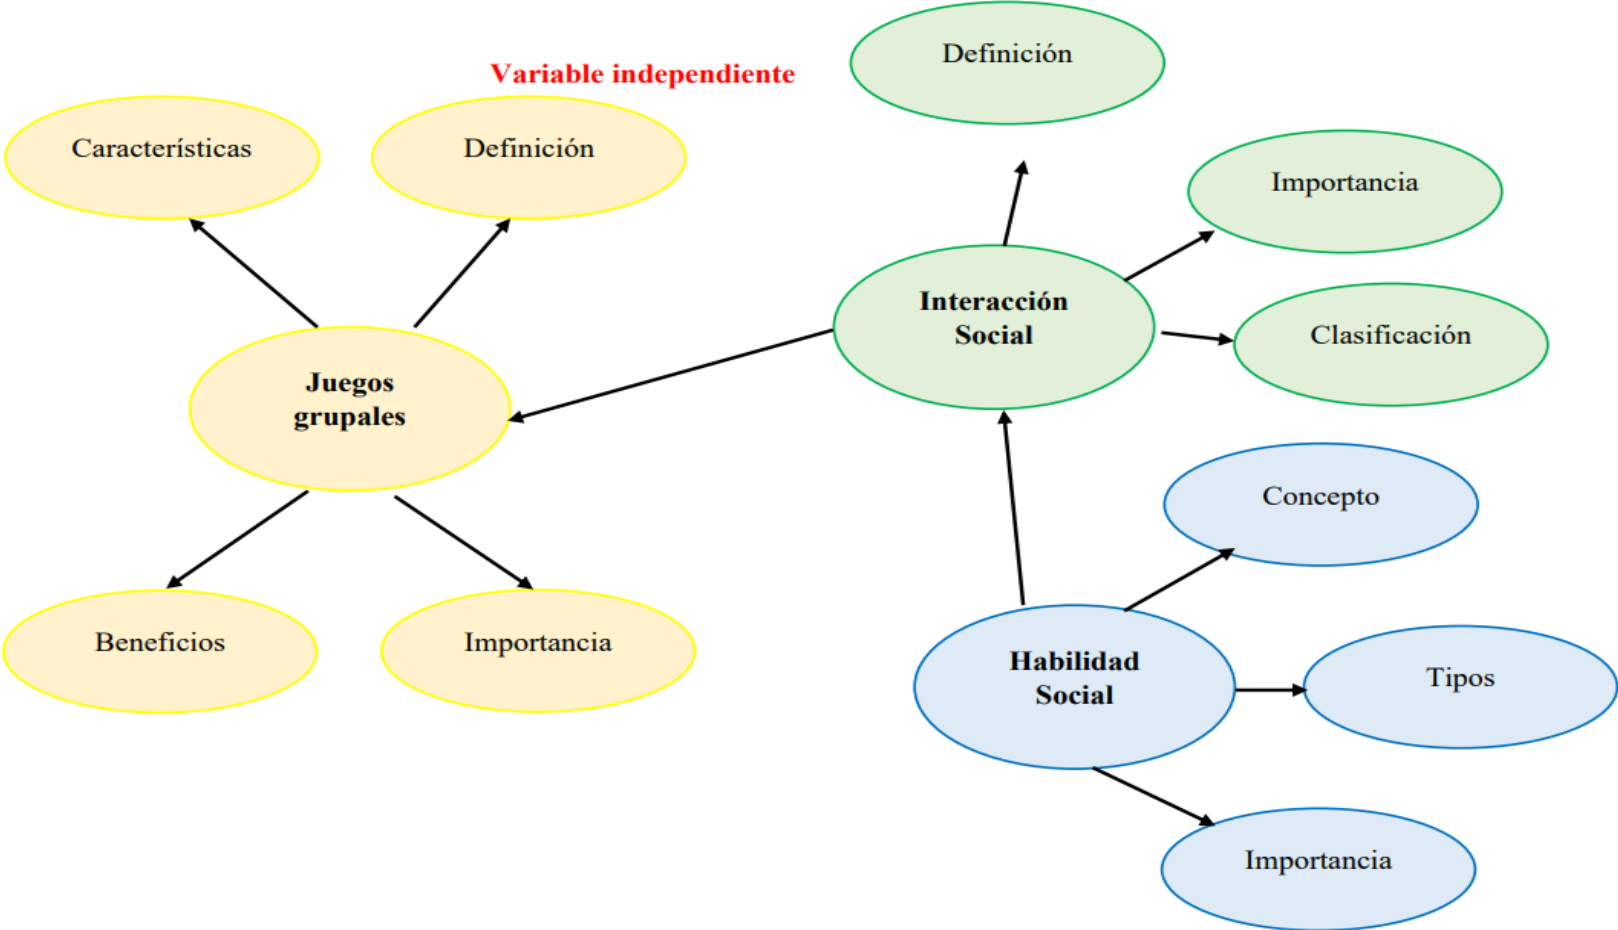 Variable independiente
Características
Definición
Juegos
grupales
Beneficios
Importancia
Definición
Importancia
Interacción
Social
Clasificación
Concepto
Habilidad
Social
Tipos
Importancia